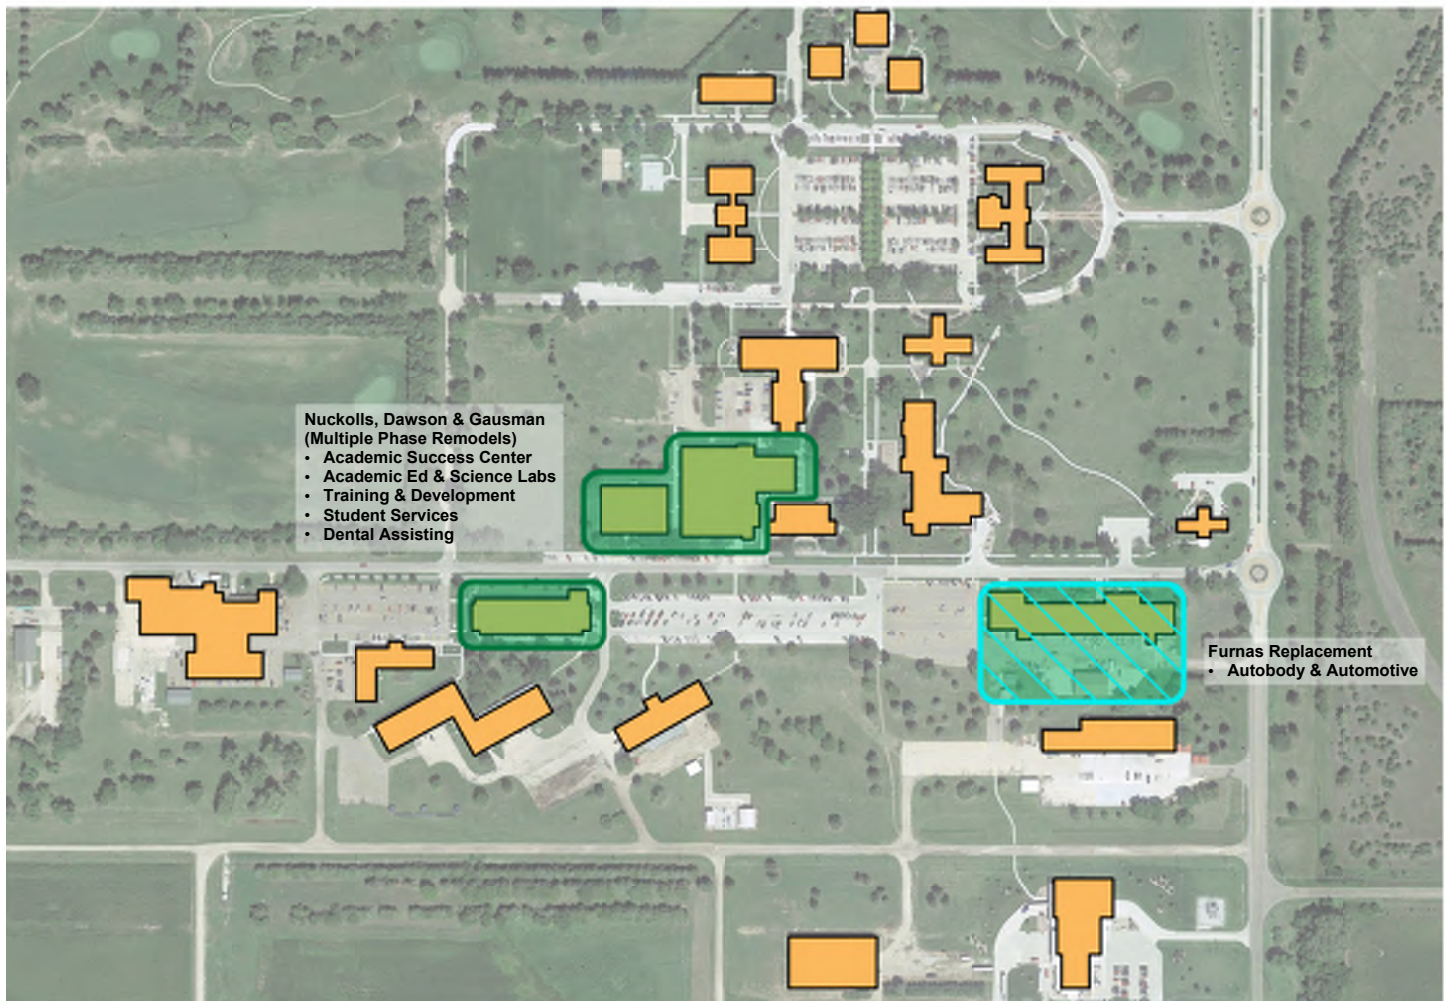 Nuckolls, Dawson & Gausman
(Multiple Phase Remodels)
• Academic Success Center
• Academic Ed & Science Labs
• Training & Development
• Student Services
• Dental Assisting
Furnas Replacement
• Autobody & Automotive